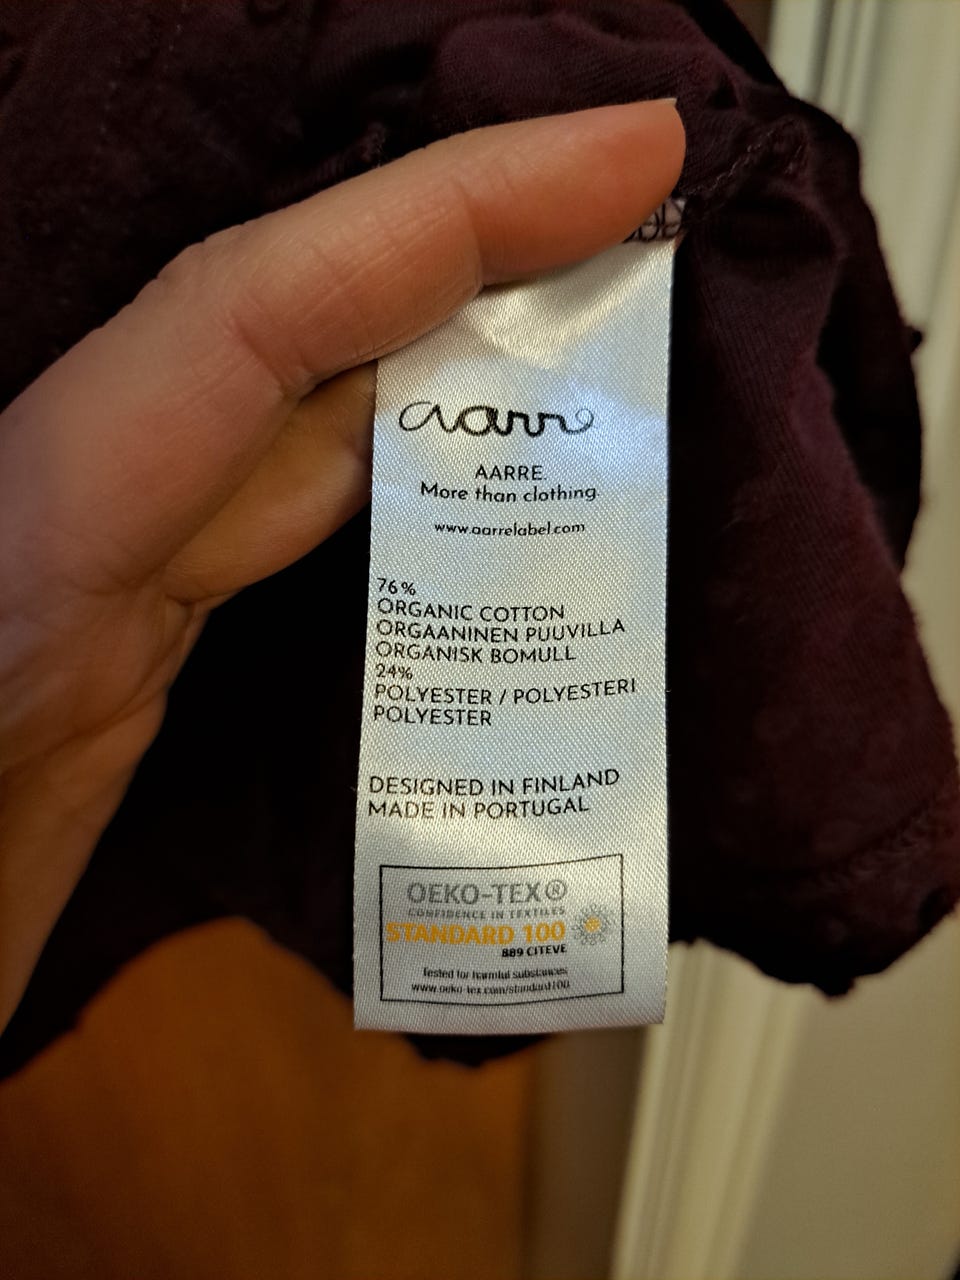 aarre
AARRE.
More than clothing.
www.aarrelabel.com
76%
ORGANIC COTTON
ORGAANINEN PUUVILLA
ORGANISK BOMULL
24%
POLYESTER / POLYESTERI
POLYESTER
DESIGNED IN FINLAND
MADE IN PORTUGAL
OEKO-TEX®
CONFIDENCE IN TEXTILES
STANDARD 100
889 CITEVE
Tested for harmful substances
www.oeko-tex.com/standard100